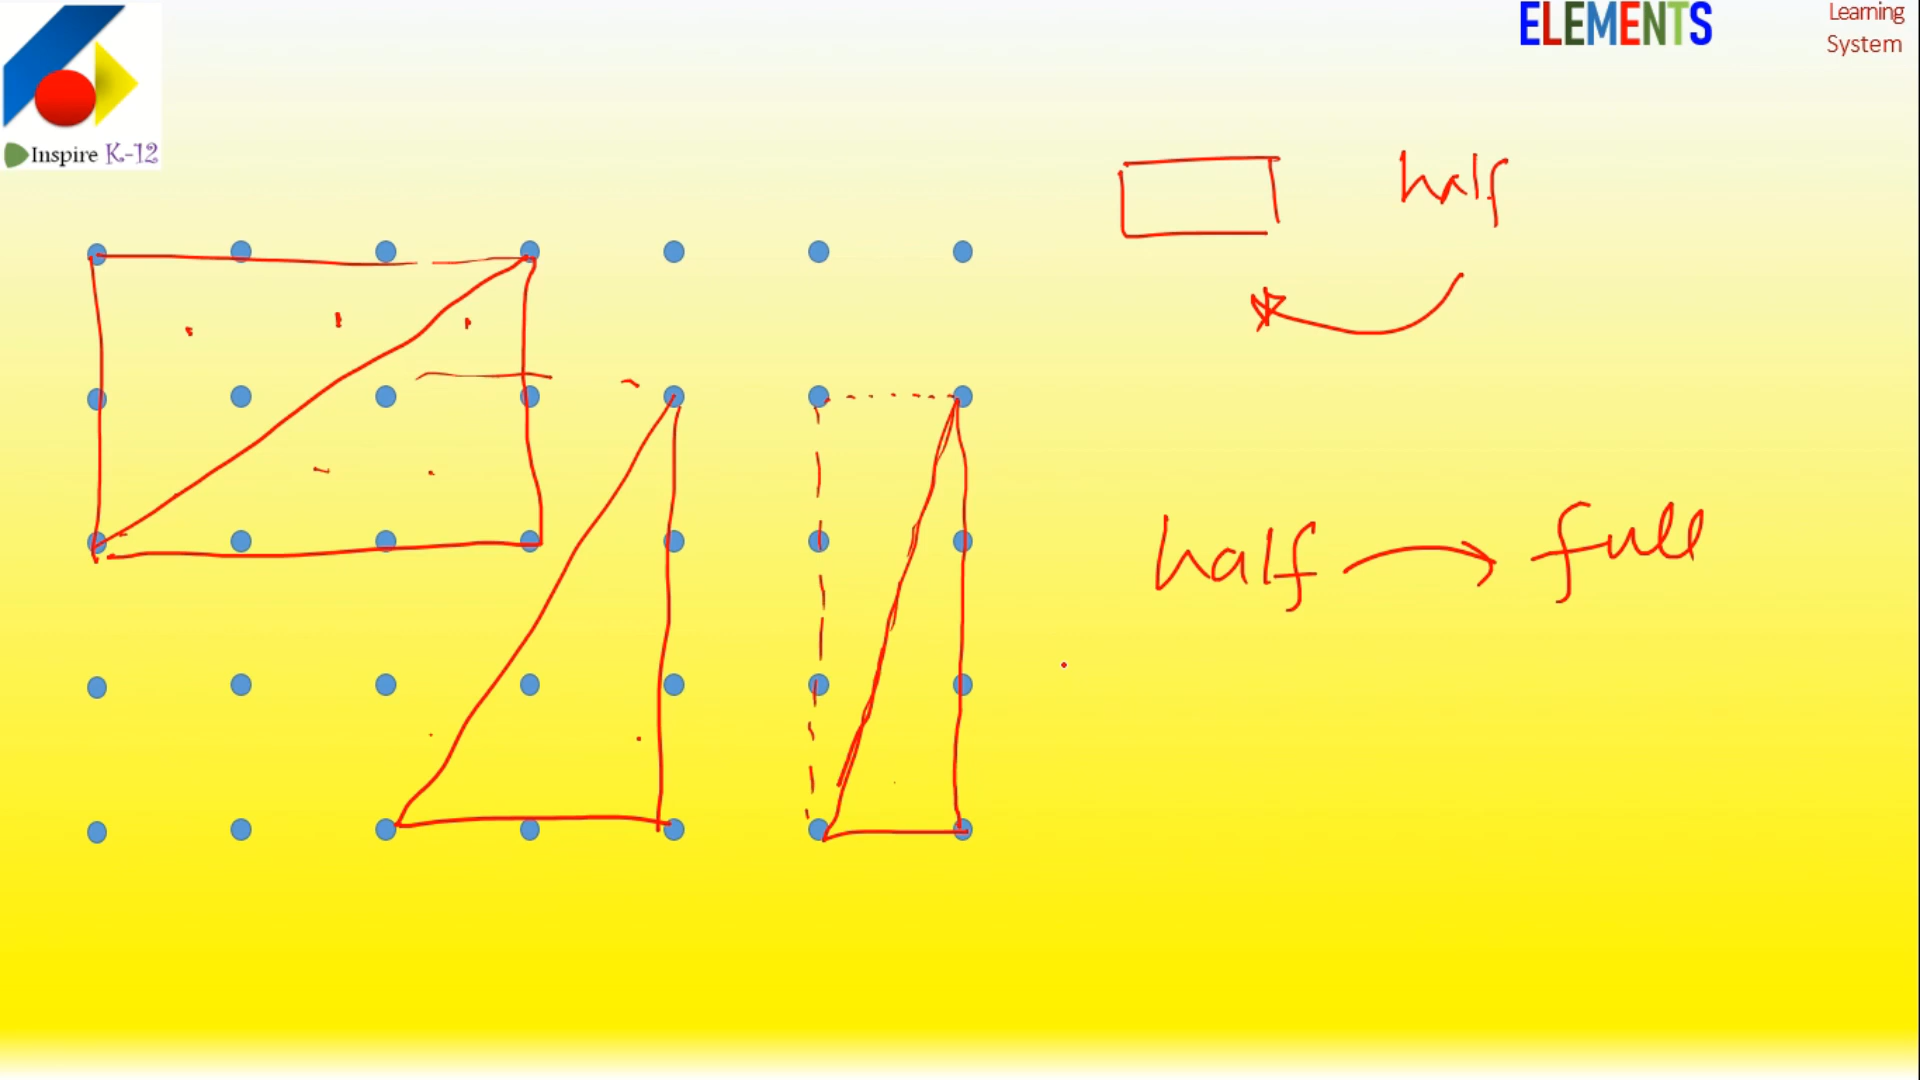 ELEMENTS
Learning
System
Inspire K-12
half
half → full